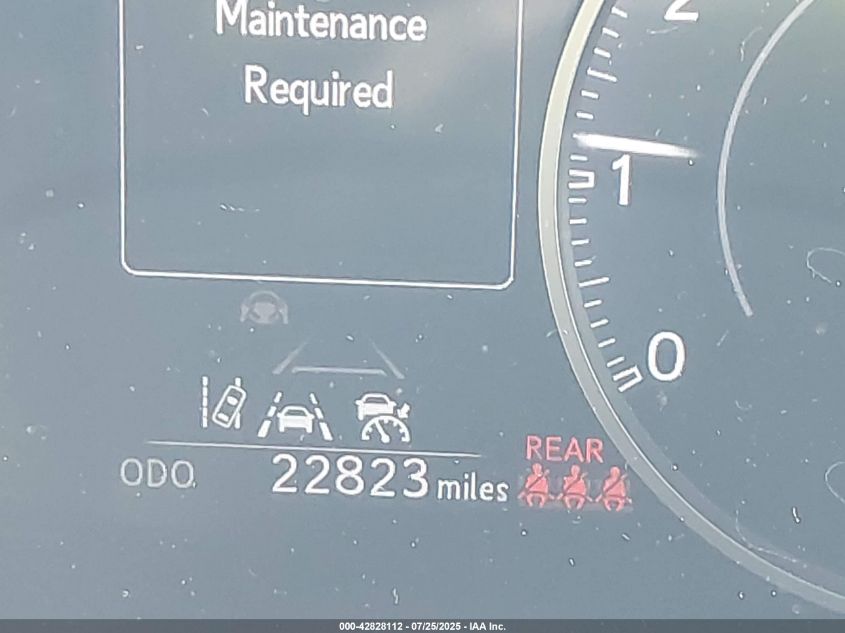 Maintenance
Required
2
1
0
REAR
ODO 22823 miles
000-42828112 - 07/25/2025 - IAA Inc.